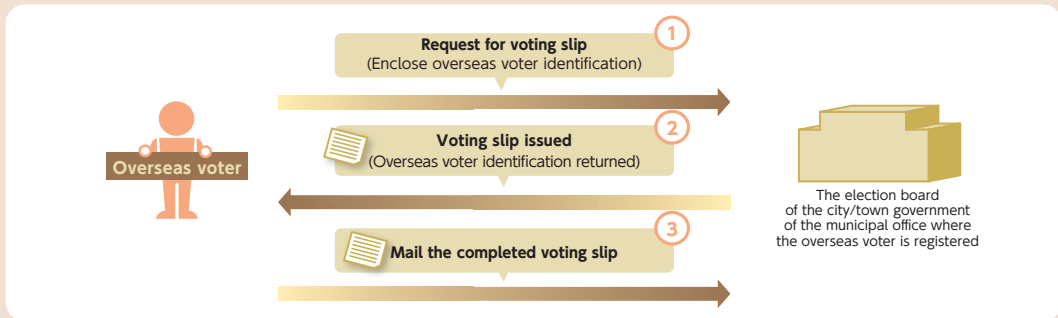 1
Request for voting slip
(Enclose overseas voter identification)
2
Voting slip issued
(Overseas voter identification returned)
Overseas voter
The election board
of the city/town government
of the municipal office where
the overseas voter is registered
3
Mail the completed voting slip